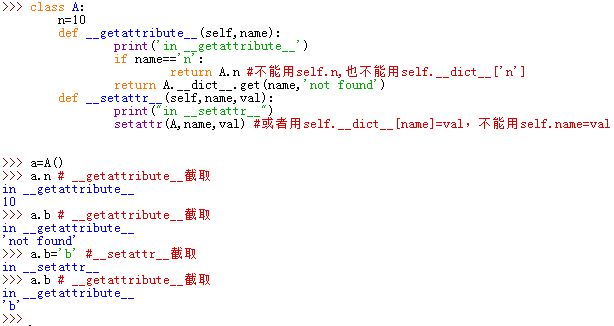 >>> class A:
        n=10
        def __getattribute__(self,name):
                print('in __getattribute__')
                if name=='n':
                        return A.n #不能用self.n,也不能用self.__dict__['n']
                return A.__dict__.get(name,'not found')
        def __setattr__(self,name,val):
                print("in __setattr__")
                setattr(A,name,val) #或者用self.__dict__[name]=val，不能用self.name=val
>>> a=A()
>>> a.n # __getattribute__截取
in __getattribute__
10
>>> a.b # __getattribute__截取
in __getattribute__
'not found'
>>> a.b='b' #__setattr__截取
in __setattr__
>>> a.b # __getattribute__截取
in __getattribute__
'b'
>>>